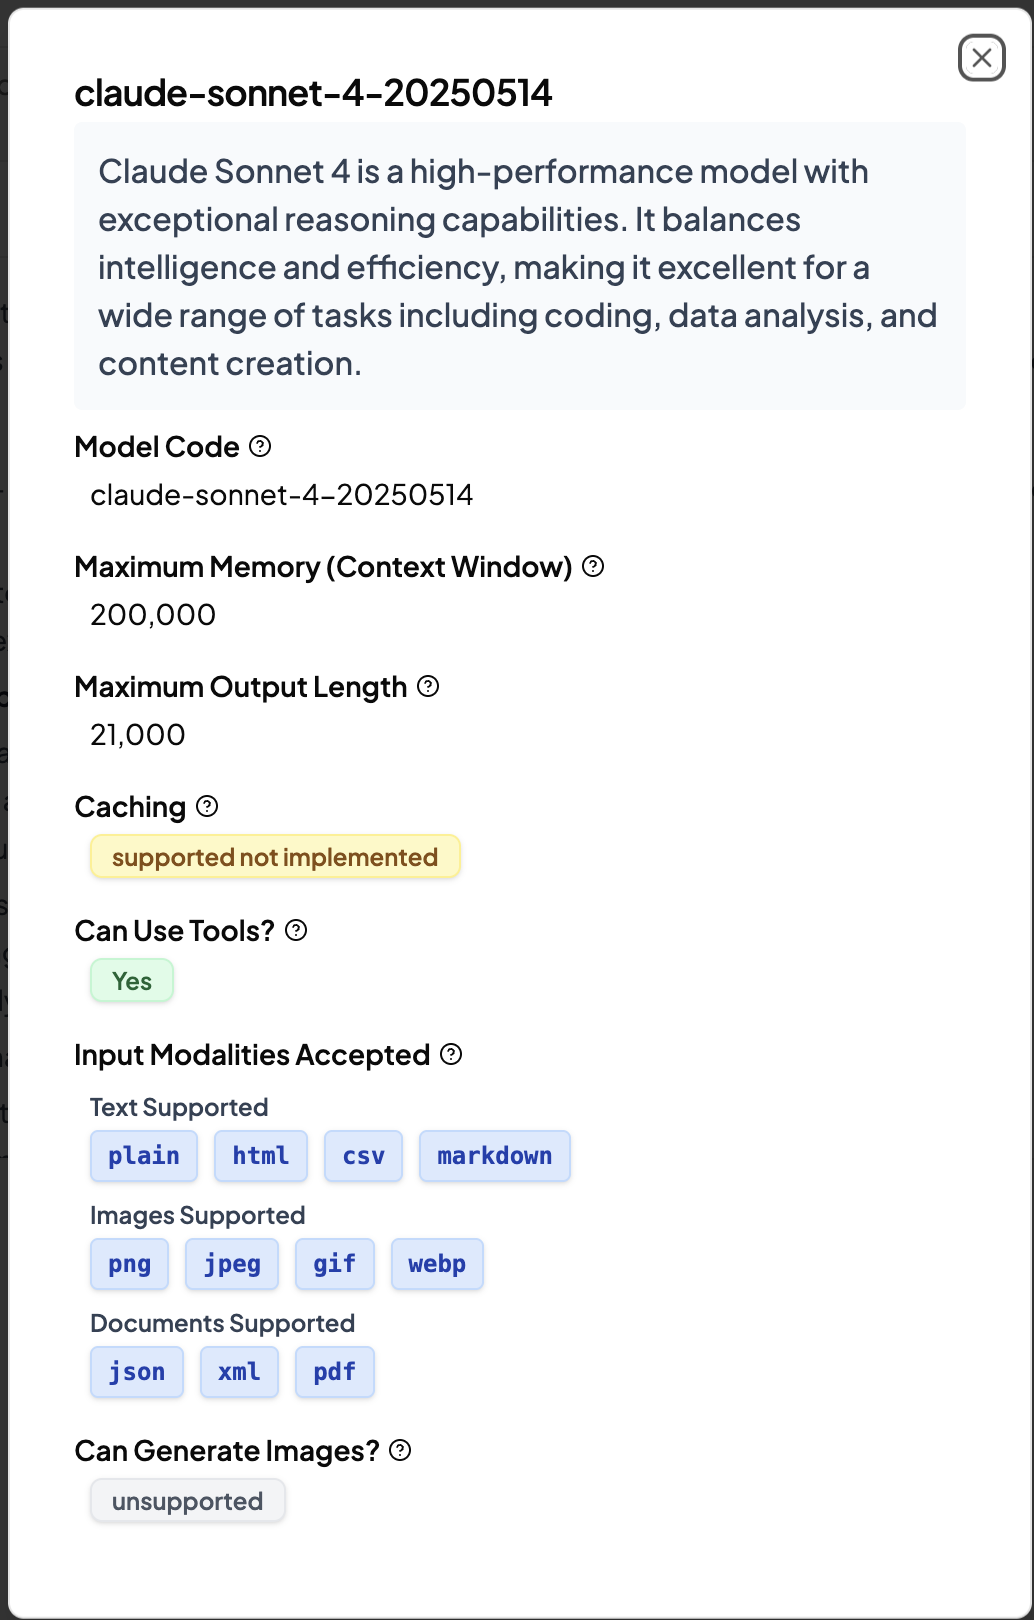 claude-sonnet-4-20250514
Claude Sonnet 4 is a high-performance model with
exceptional reasoning capabilities. It balances
intelligence and efficiency, making it excellent for a
wide range of tasks including coding, data analysis, and
content creation.
Model Code
claude-sonnet-4-20250514
Maximum Memory (Context Window)
200,000
Maximum Output Length
21,000
Caching
supported not implemented
Can Use Tools?
Yes
Input Modalities Accepted
Text Supported
plain html csv markdown
Images Supported
png jpeg gif webp
Documents Supported
json xml pdf
Can Generate Images?
unsupported